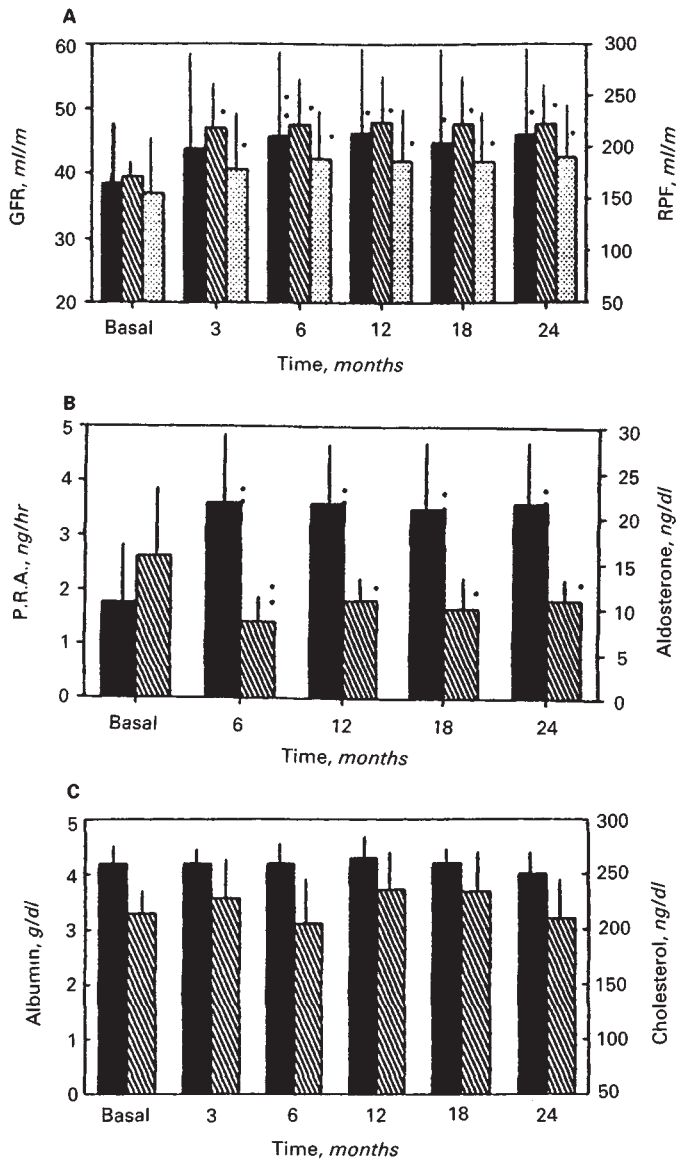 A
60
50
40
30
20
GFR, ml/m
300
250
200
150
100
50
RPF, ml/m
Basal 3 6 12 18 24
Time, months
B
5
4
3
2
1
0
P.R.A., ng/hr
30
25
20
15
10
5
0
Aldosterone, ng/dl
Basal 6 12 18 24
Time, months
C
5
4
3
2
1
0
Albumin, g/dl
300
250
200
150
100
50
Cholesterol, ng/dl
Basal 3 6 12 18 24
Time, months